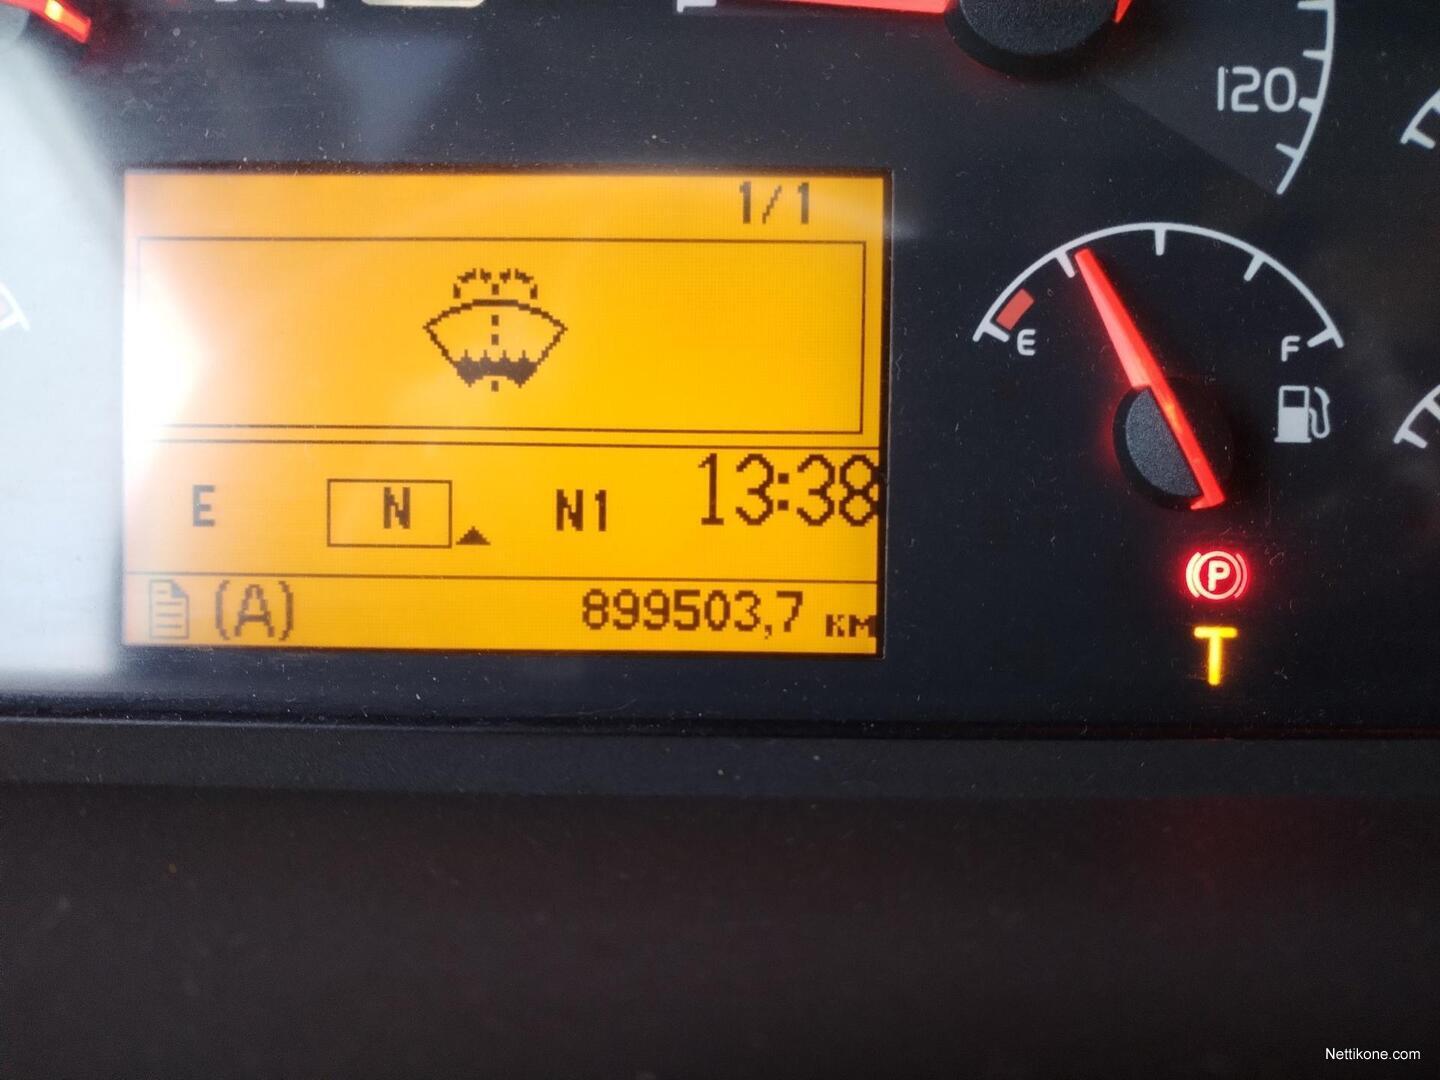 120
1/1
E
F
E N N1 13:38
(A) 899503,7 км
P
T
Nettikone.com